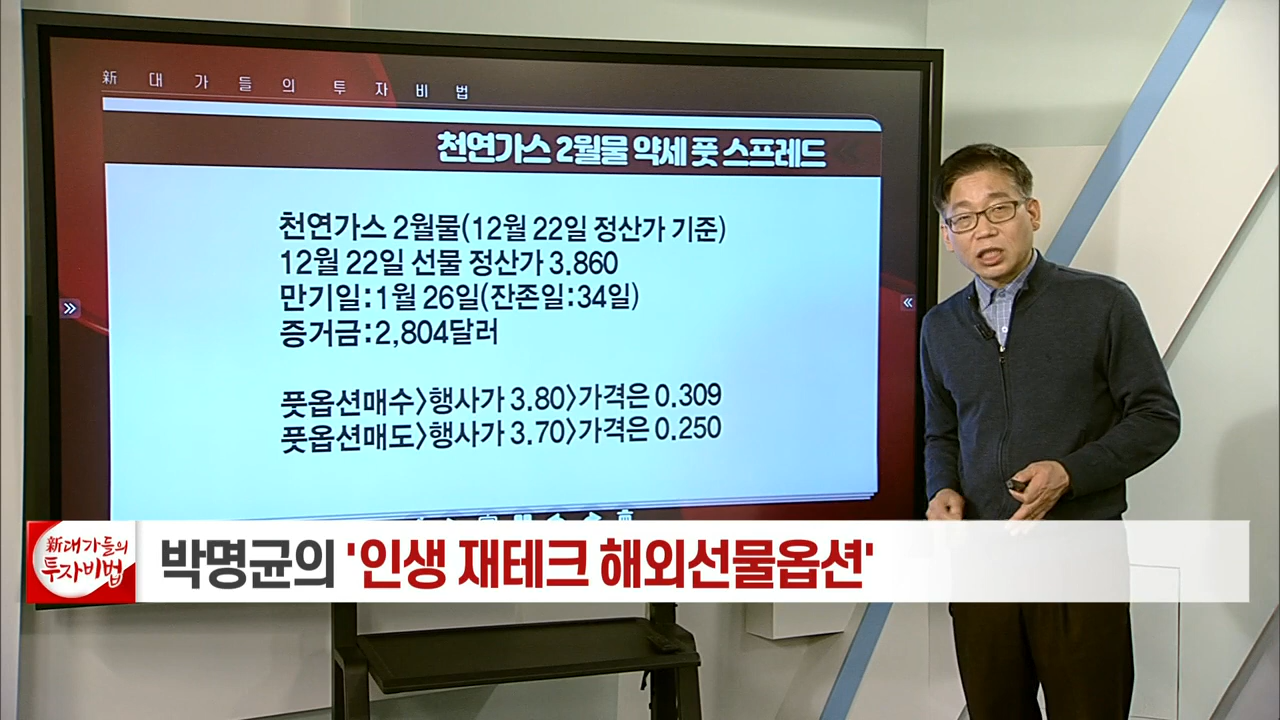 新 대 가 들 의 투 자 비 법
천연가스 2월물 약세 풋 스프레드
천연가스 2월물(12월 22일 정산가 기준)
12월 22일 선물 정산가 3.860
만기일:1월 26일(잔존일:34일)
증거금:2,804달러
풋옵션매수>행사가 3.80>가격은 0.309
풋옵션매도>행사가 3.70>가격은 0.250
新대가들의
투자비법
박명균의 '인생 재테크 해외선물옵션'